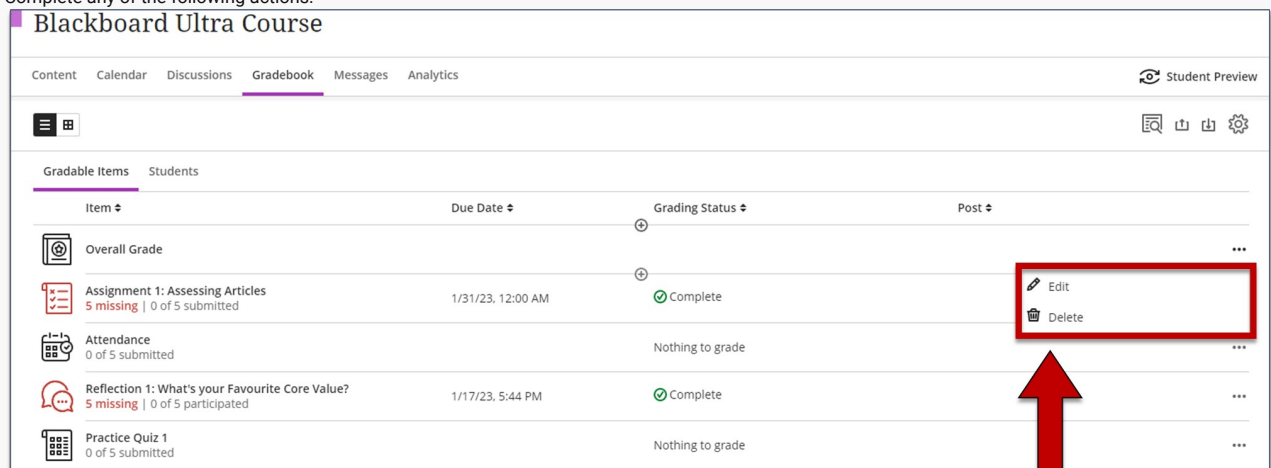 Complete any of the following actions:
Blackboard Ultra Course
Content Calendar Discussions Gradebook Messages Analytics Student Preview
Gradable Items Students
Item Due Date Grading Status Post
Overall Grade
Assignment 1: Assessing Articles
5 missing | 0 of 5 submitted
1/31/23, 12:00 AM
Complete
Edit
Delete
Attendance
0 of 5 submitted
Nothing to grade
Reflection 1: What's your Favourite Core Value?
5 missing | 0 of 5 participated
1/17/23, 5:44 PM
Complete
Practice Quiz 1
0 of 5 submitted
Nothing to grade